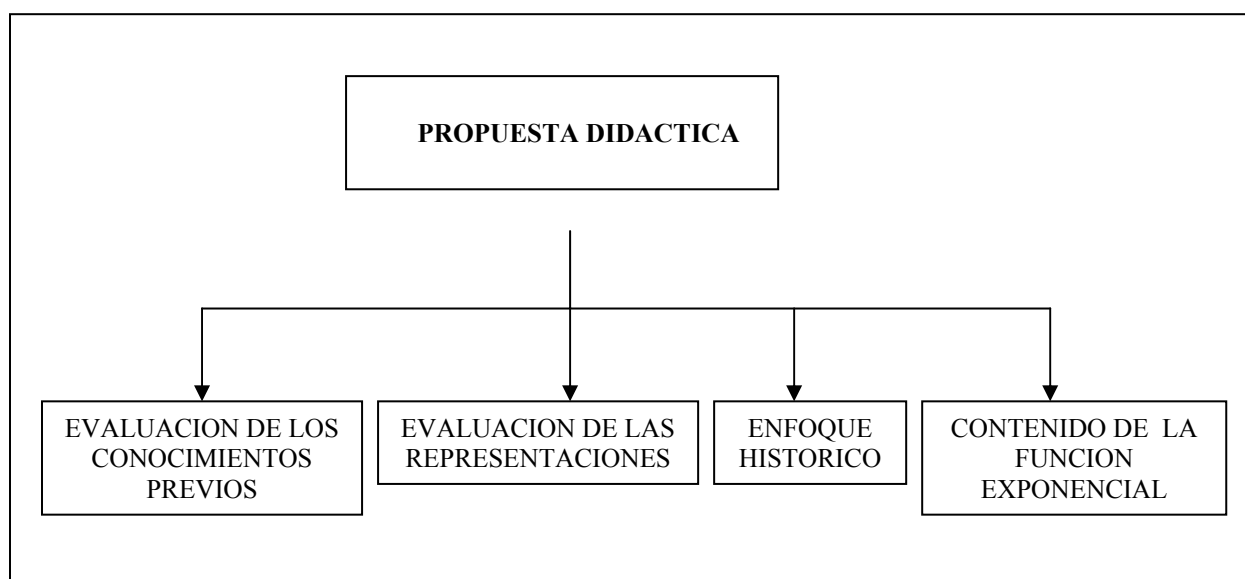 PROPUESTA DIDACTICA
EVALUACION DE LOS
CONOCIMIENTOS
PREVIOS
EVALUACION DE LAS
REPRESENTACIONES
ENFOQUE
HISTORICO
CONTENIDO DE LA
FUNCION
EXPONENCIAL